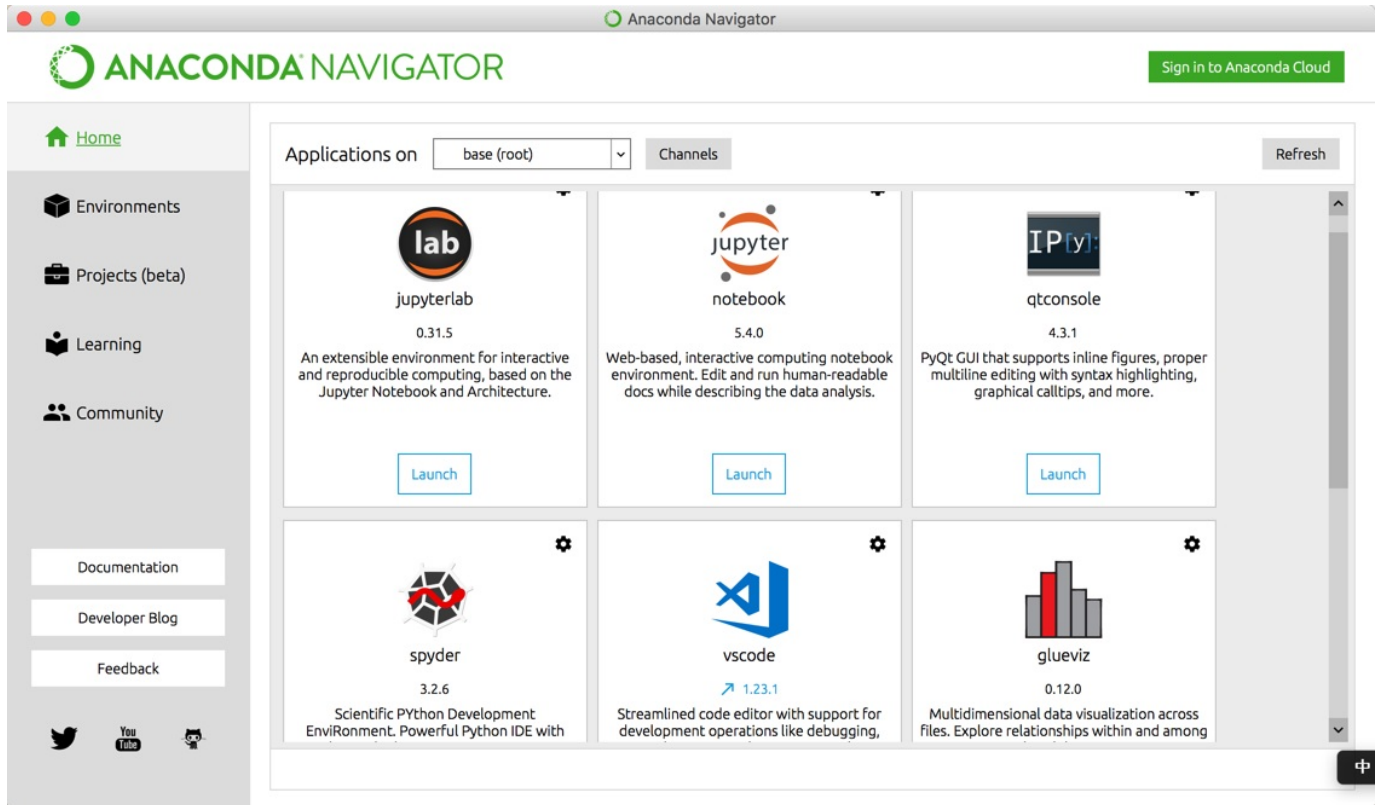 Anaconda Navigator
ANACONDA NAVIGATOR
Sign in to Anaconda Cloud
Home
Environments
Projects (beta)
Learning
Community
Documentation
Developer Blog
Feedback
You
Tube
Applications on
base (root)
Channels
Refresh
lab
jupyterlab
0.31.5
An extensible environment for interactive
and reproducible computing, based on the
Jupyter Notebook and Architecture.
Launch
jupyter
notebook
5.4.0
Web-based, interactive computing notebook
environment. Edit and run human-readable
docs while describing the data analysis.
Launch
IP[y]:
qtconsole
4.3.1
PyQt GUI that supports inline figures, proper
multiline editing with syntax highlighting,
graphical calltips, and more.
Launch
spyder
3.2.6
Scientific PYthon Development
EnviRonment. Powerful Python IDE with
vscode
1.23.1
Streamlined code editor with support for
development operations like debugging,
glueviz
0.12.0
Multidimensional data visualization across
files. Explore relationships within and among
中